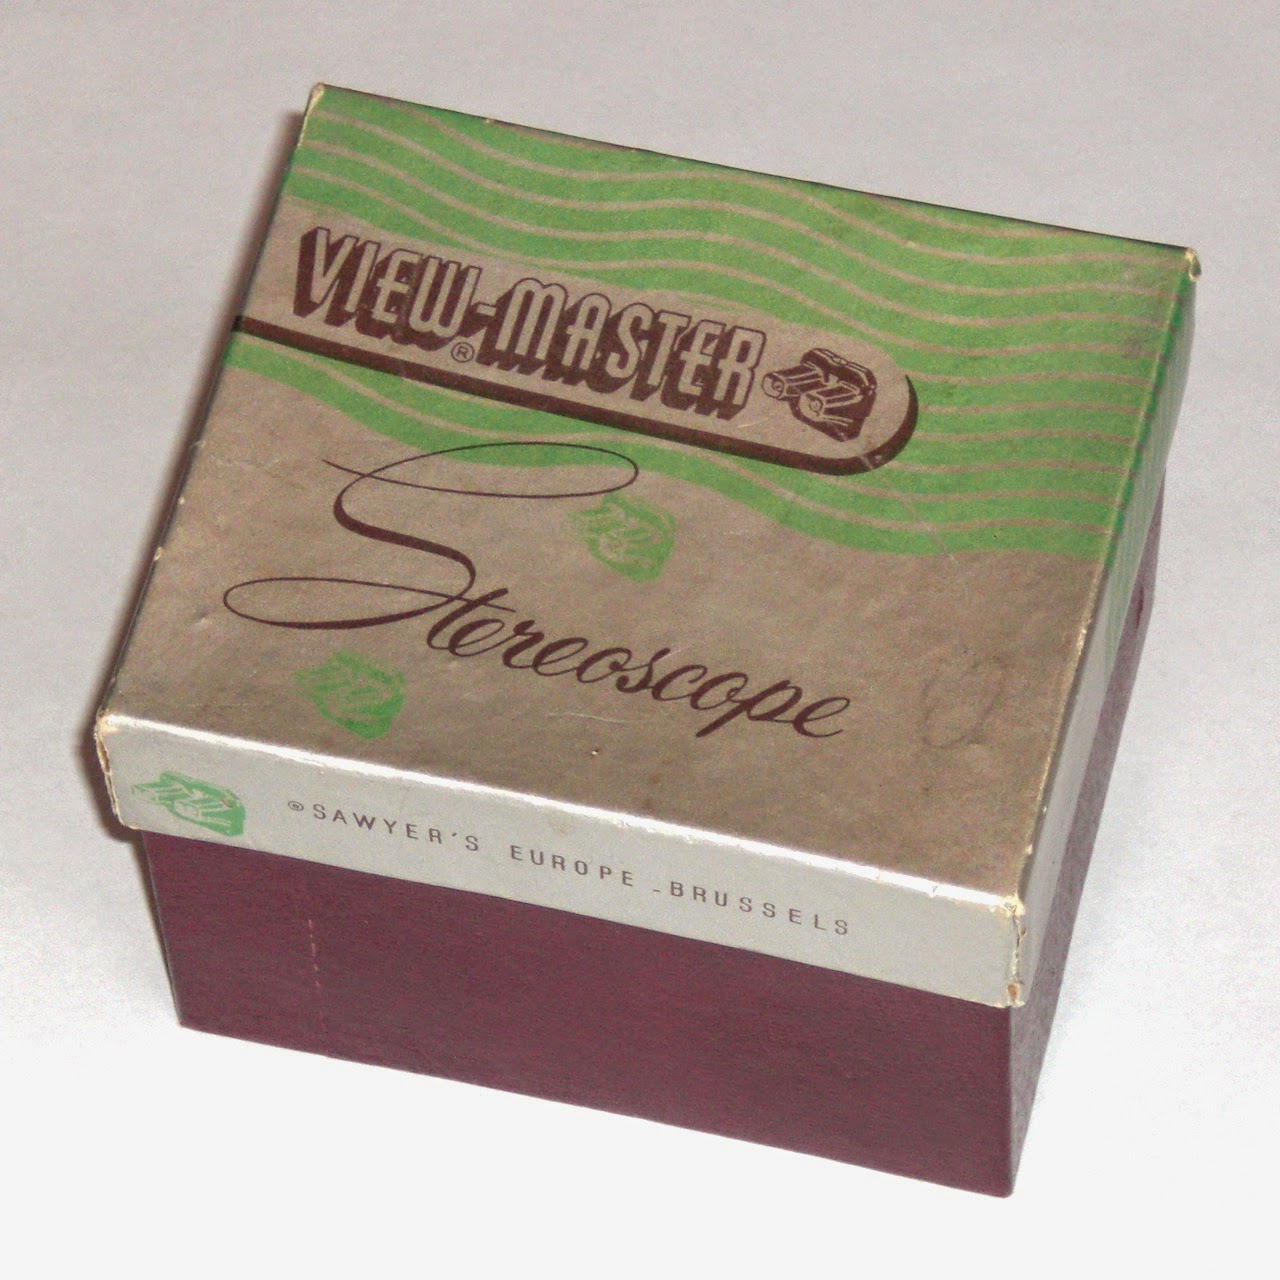 VIEW-MASTER
®
Stereoscope
®SAWYER'S EUROPE - BRUSSELS